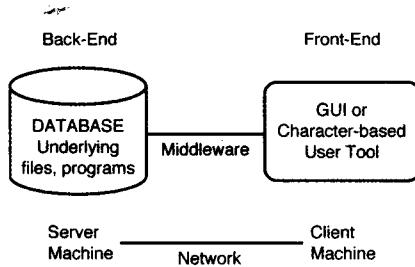 Back-End
Front-End
DATABASE
Underlying
files, programs
Middleware
GUI or
Character-based
User Tool
Server
Machine
Network
Client
Machine